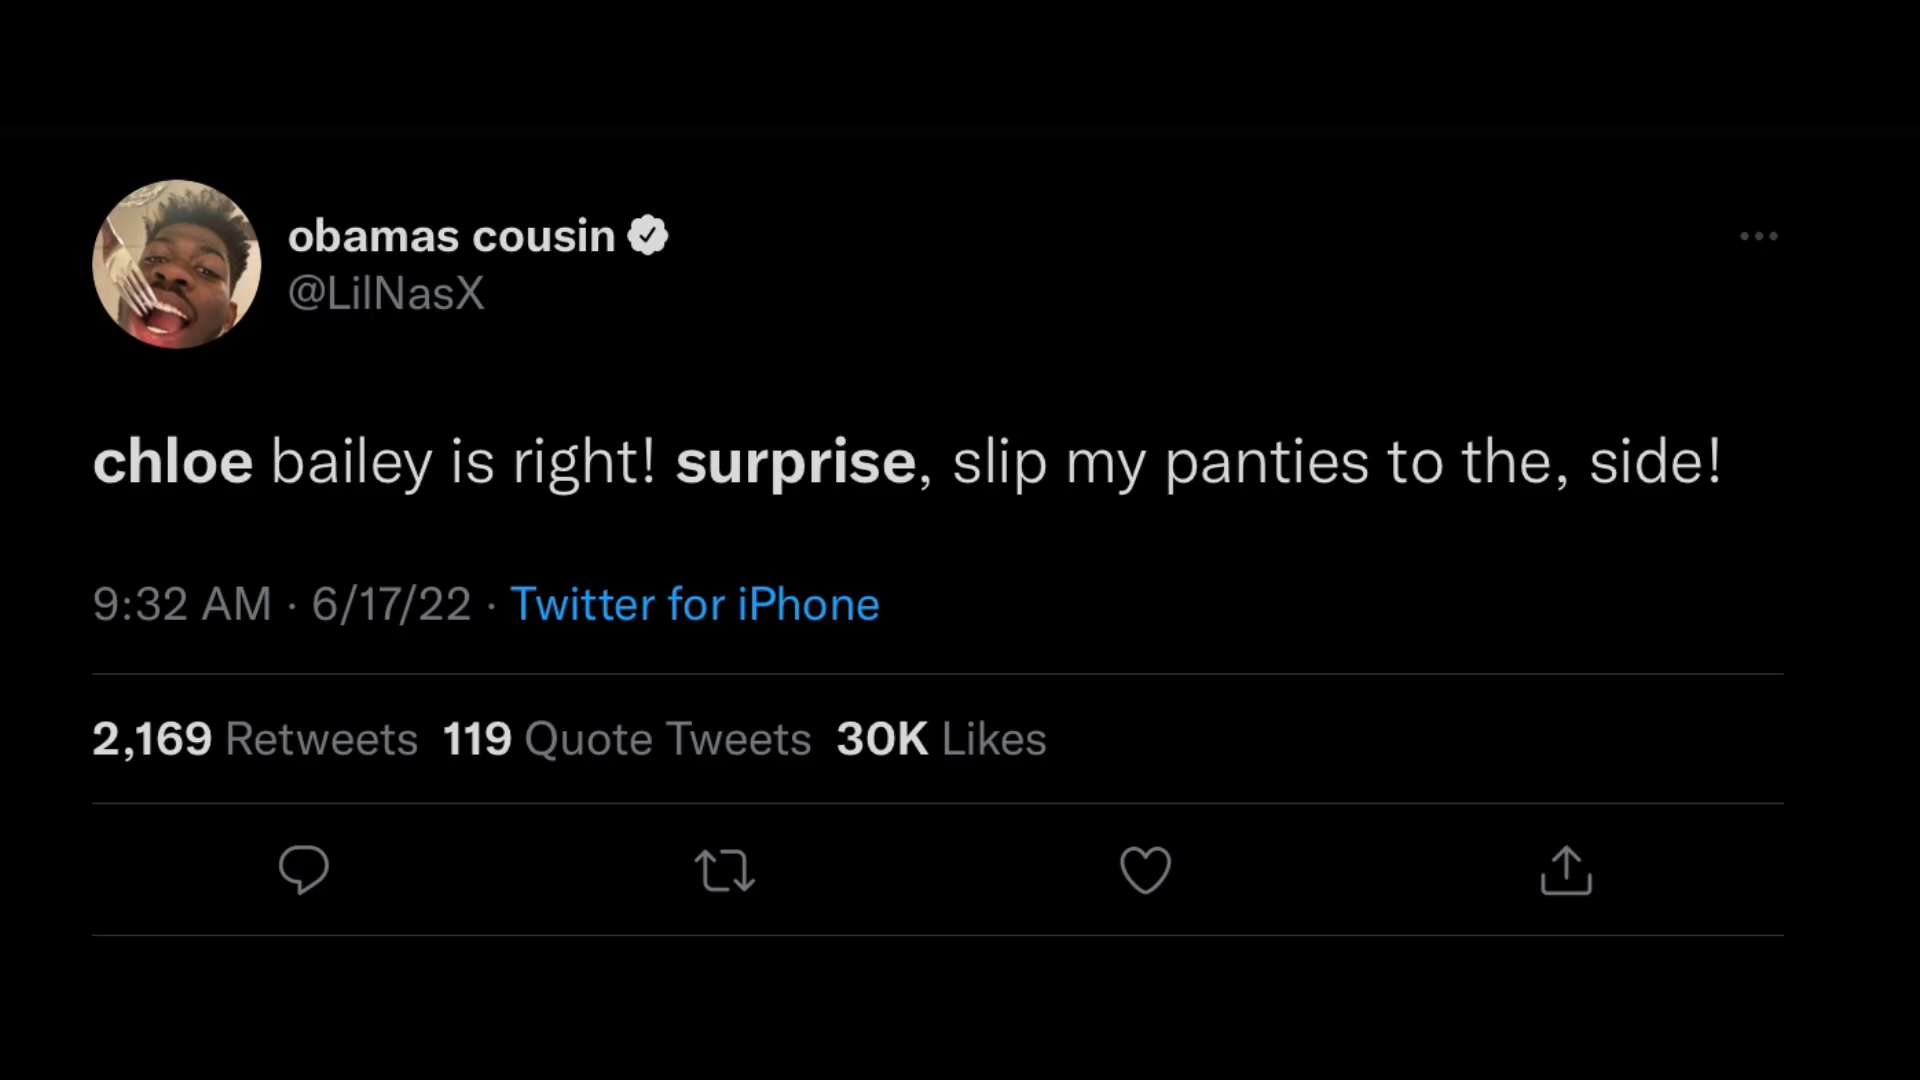 obamas cousin
@LilNasX
chloe bailey is right! surprise, slip my panties to the, side!
9:32 AM · 6/17/22 · Twitter for iPhone
2,169 Retweets 119 Quote Tweets 30K Likes